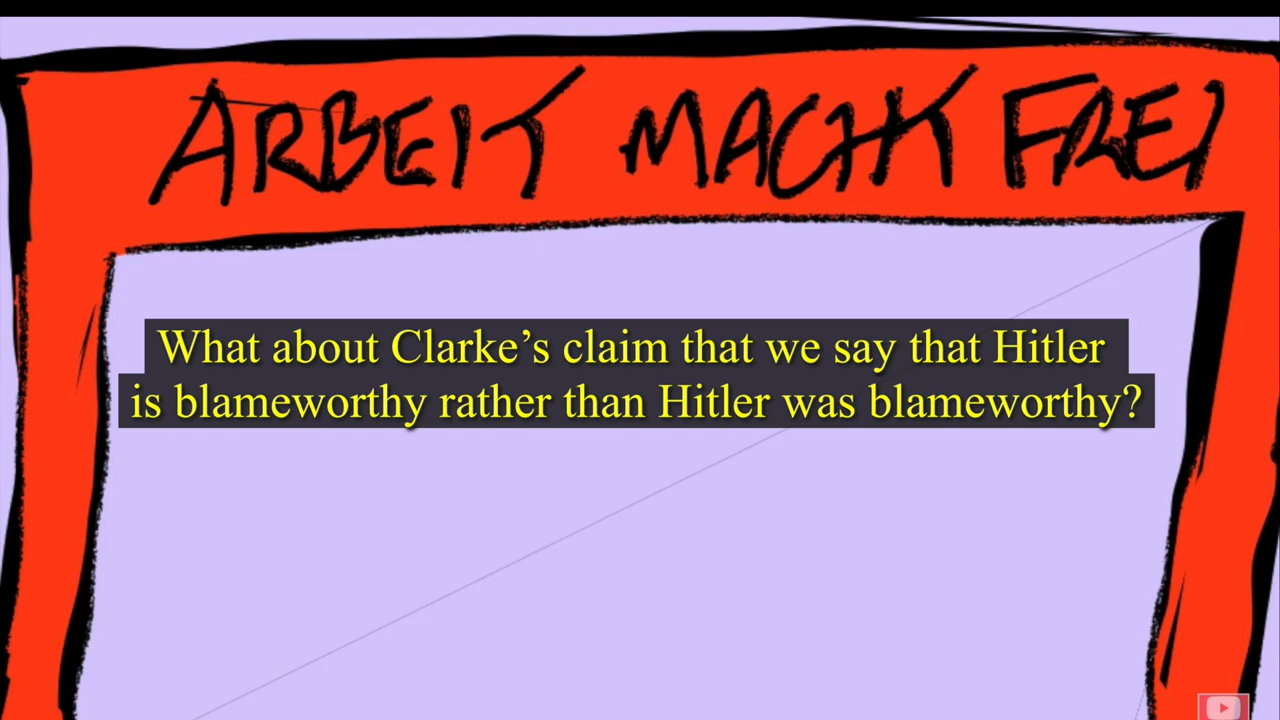 ARBEIT MACHT FREI
What about Clarke’s claim that we say that Hitler
is blameworthy rather than Hitler was blameworthy?